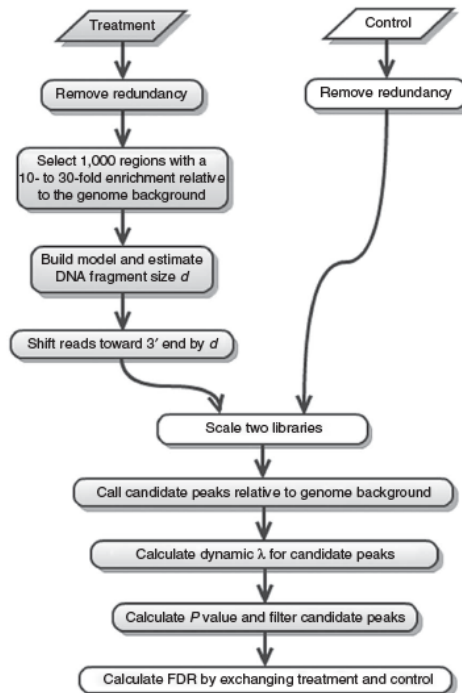 Treatment
Control
Remove redundancy
Remove redundancy
Select 1,000 regions with a
10- to 30-fold enrichment relative
to the genome background
Build model and estimate
DNA fragment size d
Shift reads toward 3′ end by d
Scale two libraries
Call candidate peaks relative to genome background
Calculate dynamic λ for candidate peaks
Calculate P value and filter candidate peaks
Calculate FDR by exchanging treatment and control